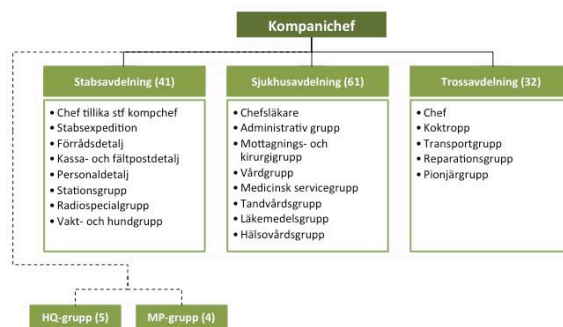 Kompanichef
Stabsavdelning (41)
• Chef tillika stf kompchef
• Stabsexpedition
• Förrådsdetalj
• Kassa- och fältpostdetalj
• Personaldetalj
• Stationsgrupp
• Radiospecialgrupp
• Vakt- och hundgrupp
Sjukhusavdelning (61)
• Chefsläkare
• Administrativ grupp
• Mottagnings- och
kirurgigrupp
• Vårdgrupp
• Medicinsk servicegrupp
• Tandvårdsgrupp
• Läkemedelsgrupp
• Hälsovårdsgrupp
Trossavdelning (32)
• Chef
• Koktropp
• Transportgrupp
• Reparationsgrupp
• Pionjärgrupp
HQ-grupp (5)
MP-grupp (4)